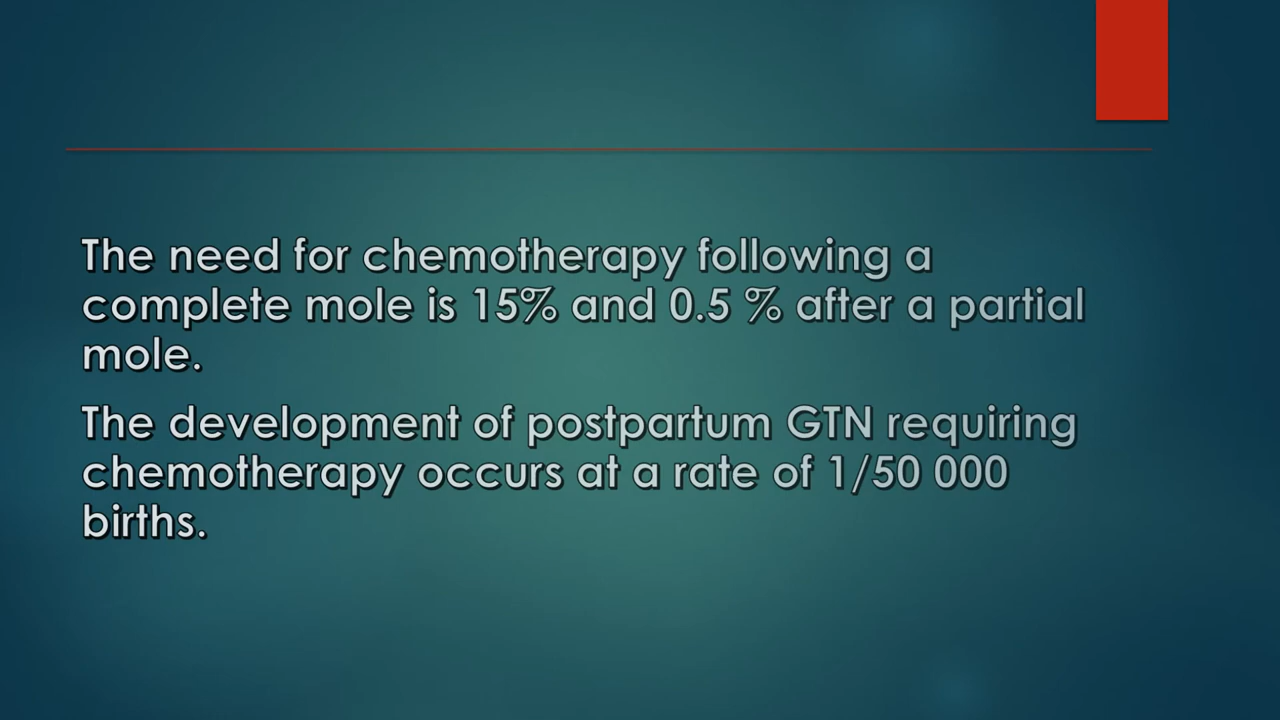 The need for chemotherapy following a
complete mole is 15% and 0.5 % after a partial
mole.
The development of postpartum GTN requiring
chemotherapy occurs at a rate of 1/50 000
births.